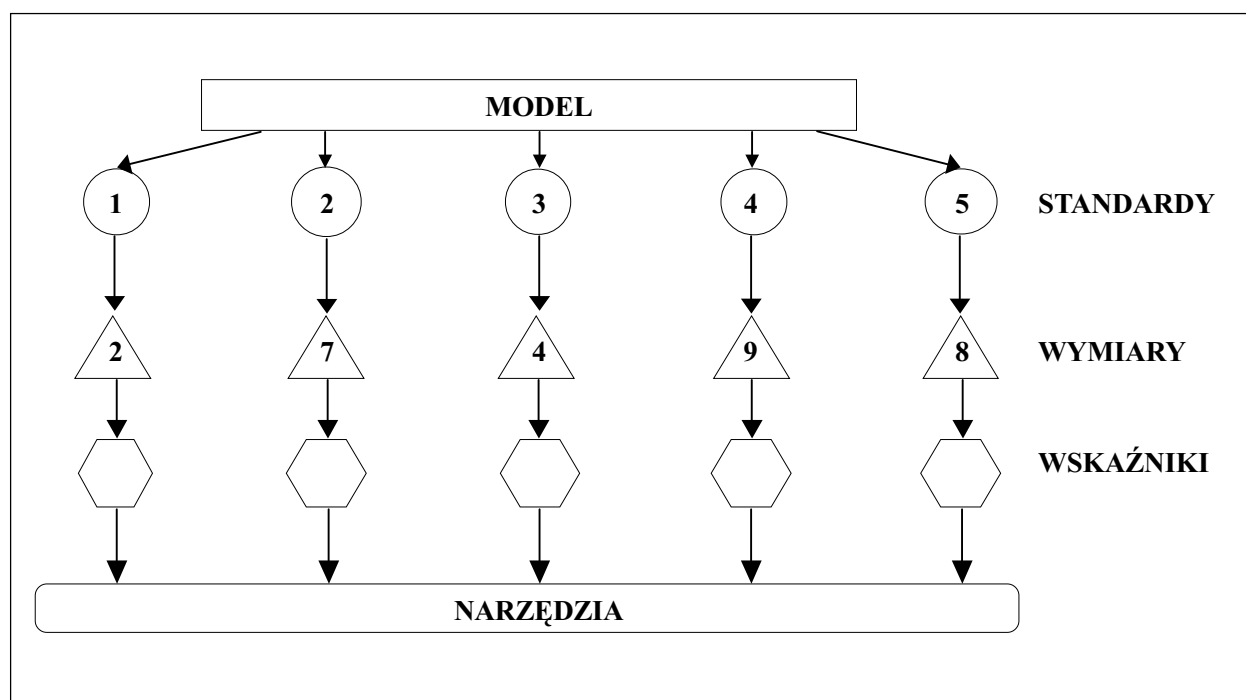 MODEL
1 2 3 4 5 STANDARDY
2 7 4 9 8 WYMIARY
WSKAŹNIKI
NARZĘDZIA